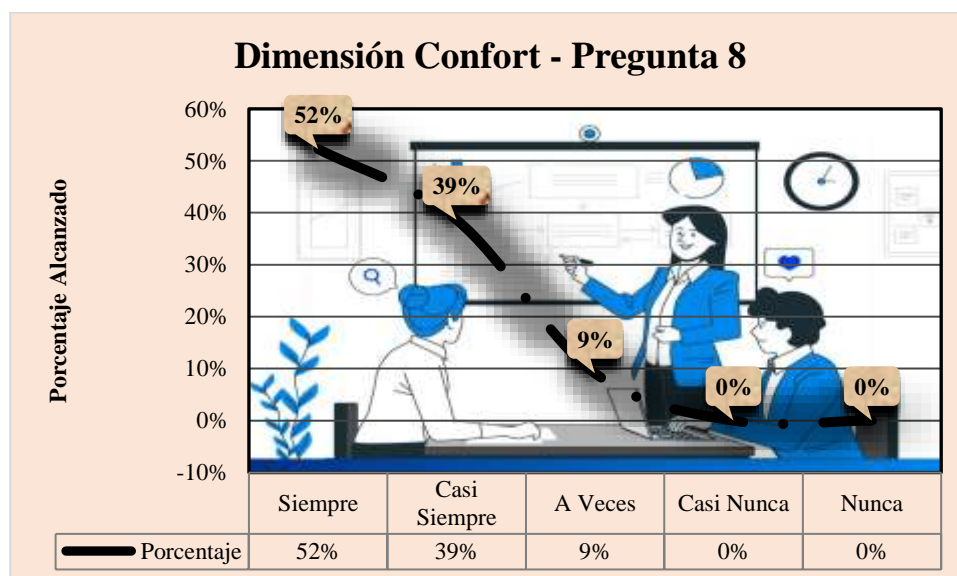 Dimensión Confort - Pregunta 8
Porcentaje Alcanzado
60%
50%
40%
30%
20%
10%
0%
-10%
52%
39%
9%
0%
0%
Siempre
Casi
Siempre
A Veces
Casi Nunca
Nunca
Porcentaje
52%
39%
9%
0%
0%